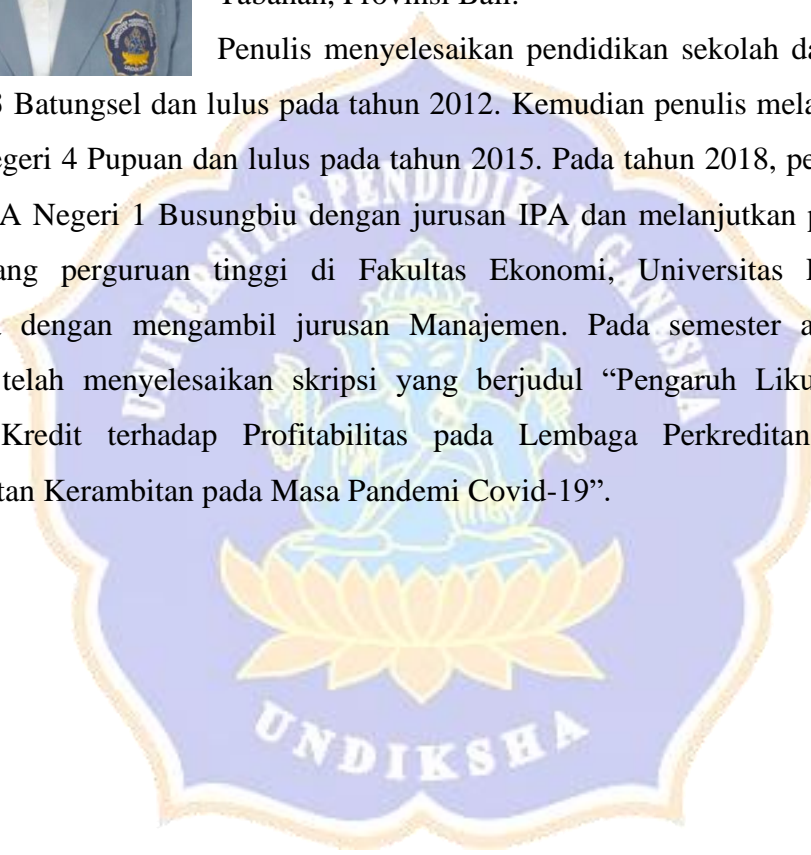 Tabanan, Provinsi Bali.
Penulis menyelesaikan pendidikan sekolah da
3 Batungsel dan lulus pada tahun 2012. Kemudian penulis mela
egeri 4 Pupuan dan lulus pada tahun 2015. Pada tahun 2018, pe
A Negeri 1 Busungbiu dengan jurusan IPA dan melanjutkan p
ang perguruan tinggi di Fakultas Ekonomi, Universitas
dengan mengambil jurusan Manajemen. Pada semester a
telah menyelesaikan skripsi yang berjudul “Pengaruh Liku
Kredit terhadap Profitabilitas pada Lembaga Perkreditan
tan Kerambitan pada Masa Pandemi Covid-19”.
UNIVERSITAS PENDIDIKAN GANESHA
UNDIKSHA